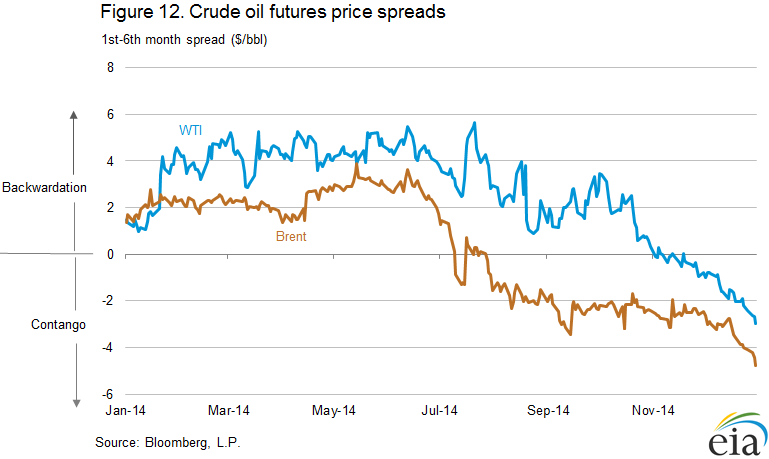 Figure 12. Crude oil futures price spreads
1st-6th month spread ($/bbl)
8
6
WTI
4
Backwardation
2
Brent
0
-2
Contango
-4
-6
Jan-14 Mar-14 May-14 Jul-14 Sep-14 Nov-14
Source: Bloomberg, L.P.
eia